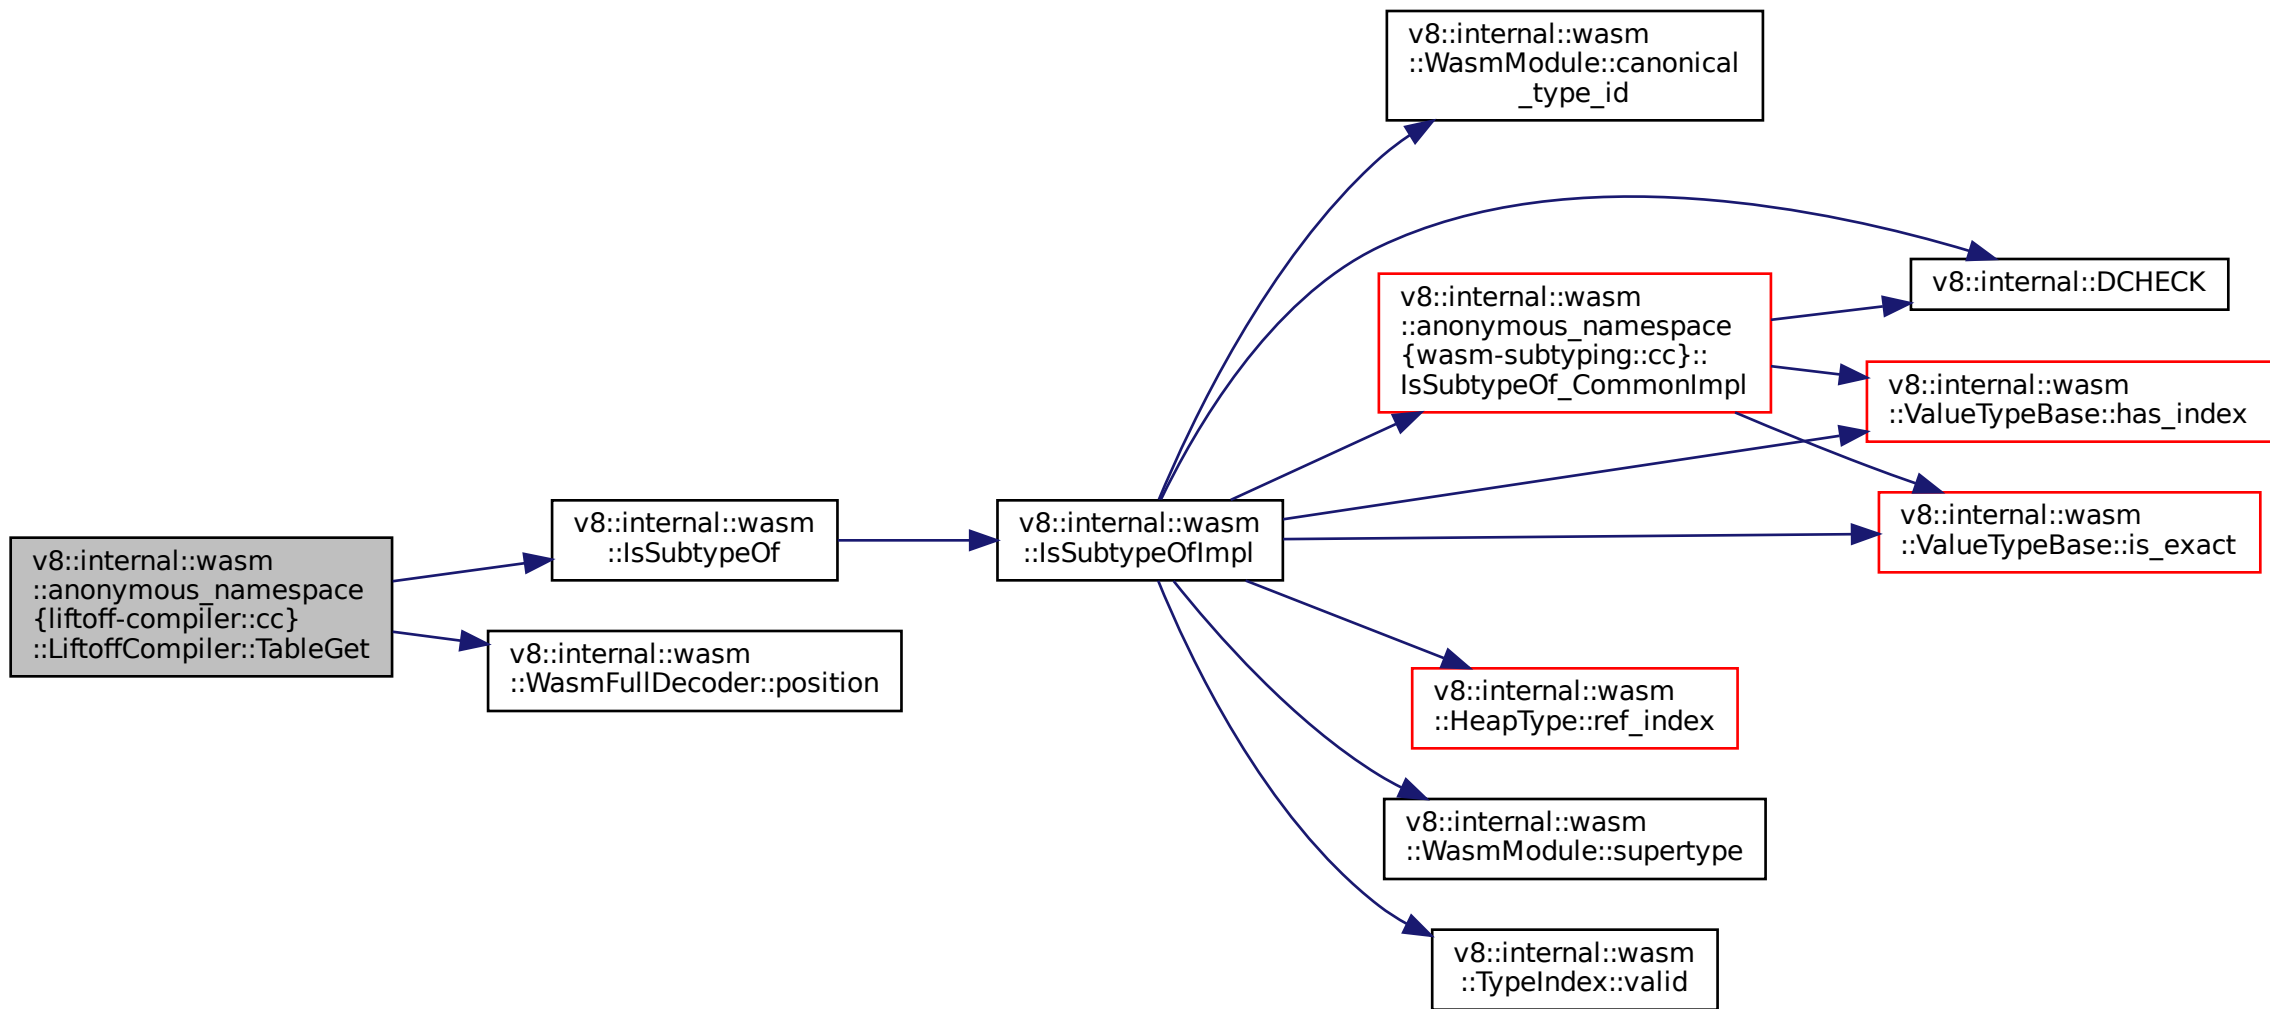 v8::internal::wasm
::anonymous_namespace
{liftoff-compiler::cc}
::LiftoffCompiler::TableGet
v8::internal::wasm
::IsSubtypeOf
v8::internal::wasm
::WasmFullDecoder::position
v8::internal::wasm
::IsSubtypeOfImpl
v8::internal::wasm
::WasmModule::canonical
_type_id
v8::internal::wasm
::anonymous_namespace
{wasm-subtyping::cc}::
IsSubtypeOf_CommonImpl
v8::internal::DCHECK
v8::internal::wasm
::ValueTypeBase::has_index
v8::internal::wasm
::ValueTypeBase::is_exact
v8::internal::wasm
::HeapType::ref_index
v8::internal::wasm
::WasmModule::supertype
v8::internal::wasm
::TypeIndex::valid